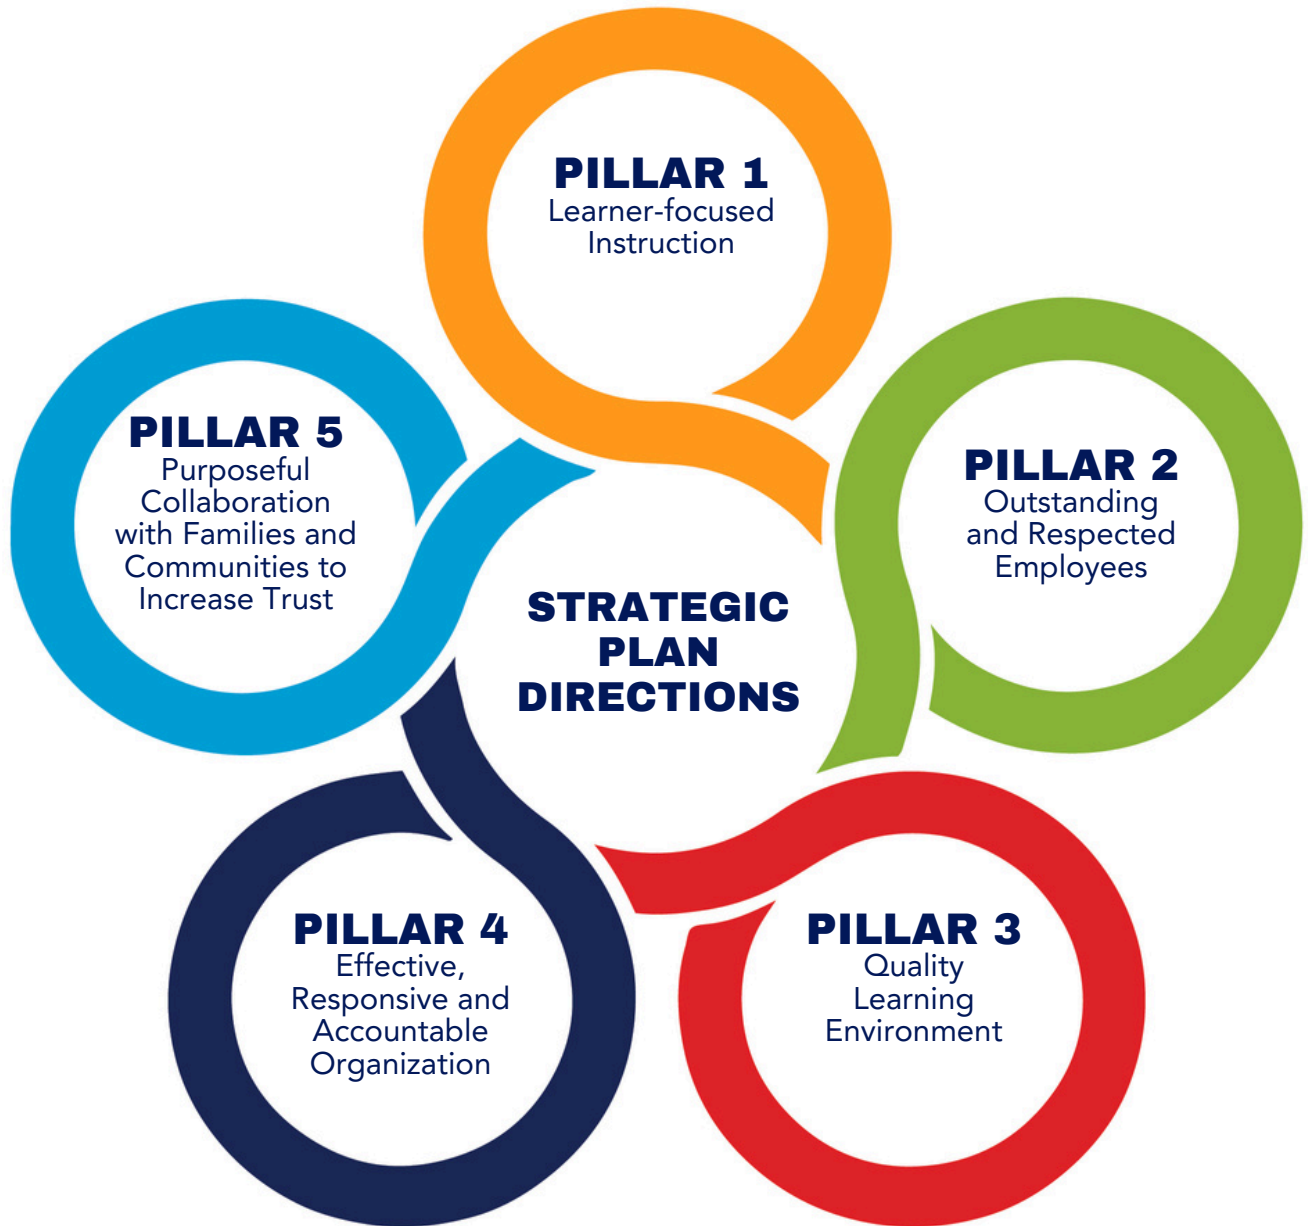 PILLAR 1
Learner-focused
Instruction
PILLAR 2
Outstanding
and Respected
Employees
PILLAR 3
Quality
Learning
Environment
PILLAR 4
Effective,
Responsive and
Accountable
Organization
PILLAR 5
Purposeful
Collaboration
with Families and
Communities to
Increase Trust
STRATEGIC
PLAN
DIRECTIONS